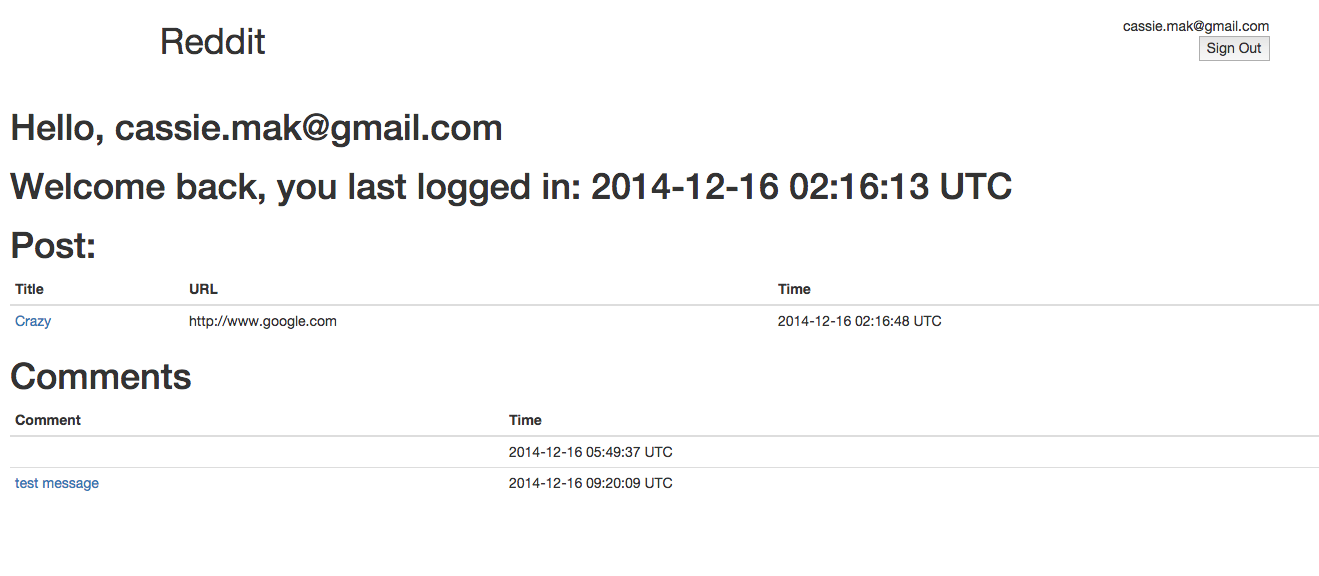 Reddit
cassie.mak@gmail.com
Sign Out
Hello, cassie.mak@gmail.com
Welcome back, you last logged in: 2014-12-16 02:16:13 UTC
Post:
Title URL Time
Crazy http://www.google.com 2014-12-16 02:16:48 UTC
Comments
Comment Time
2014-12-16 05:49:37 UTC
test message 2014-12-16 09:20:09 UTC